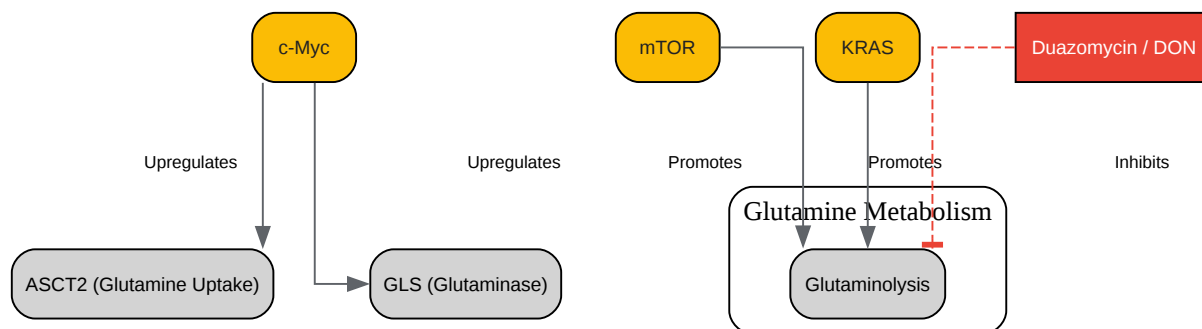 c-Myc
mTOR
KRAS
Duazomycin / DON
Upregulates
Upregulates
Promotes
Promotes
Inhibits
Glutamine Metabolism
ASCT2 (Glutamine Uptake)
GLS (Glutaminase)
Glutaminolysis